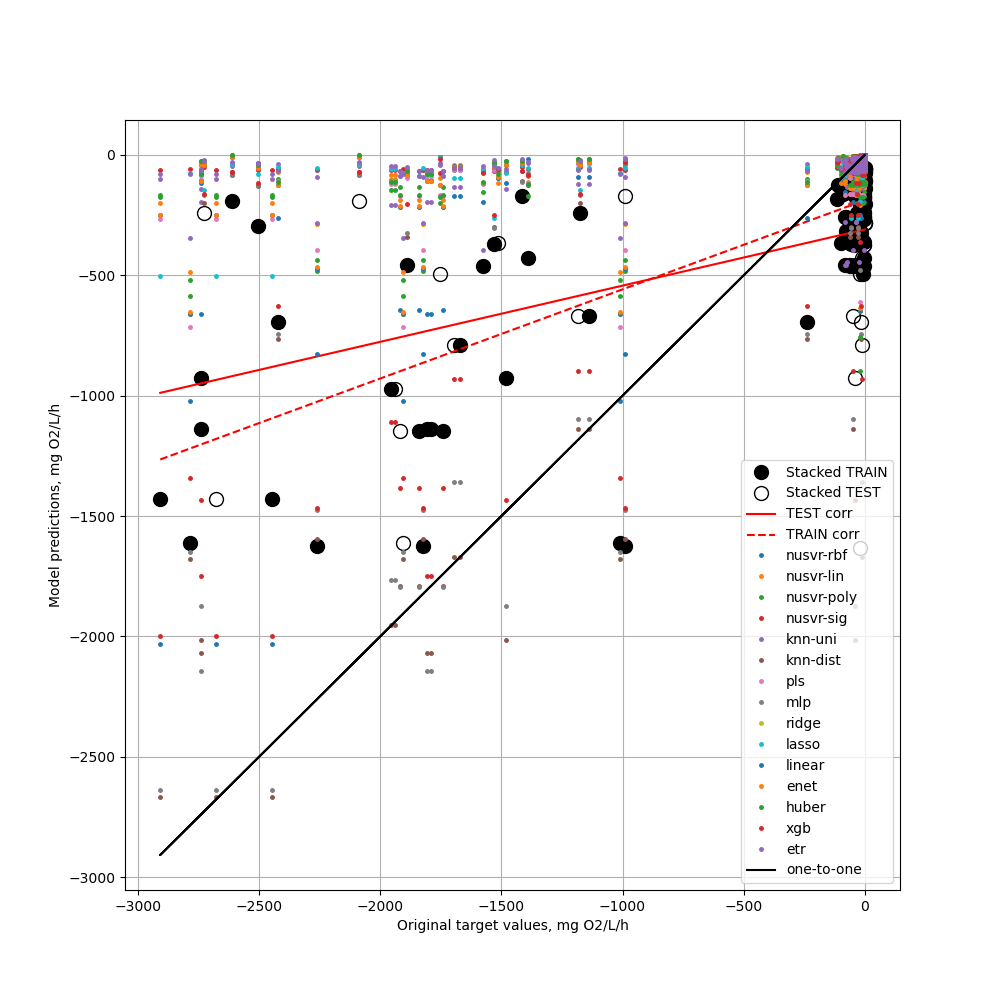 0
−500
−1000
−1500
−2000
−2500
−3000
Model predictions, mg O2/L/h
−3000
−2500
−2000
−1500
−1000
−500
0
Original target values, mg O2/L/h
Stacked TRAIN
Stacked TEST
TEST corr
TRAIN corr
nusvr-rbf
nusvr-lin
nusvr-poly
nusvr-sig
knn-uni
knn-dist
pls
mlp
ridge
lasso
linear
enet
huber
xgb
etr
one-to-one